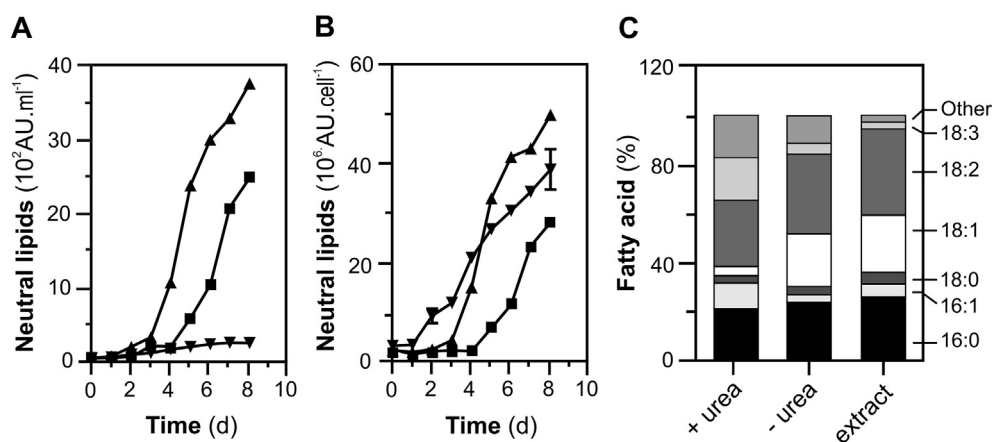 A
Neutral lipids (10²AU.ml⁻¹)
40
30
20
10
0
0 2 4 6 8 10
Time (d)
B
Neutral lipids (10⁶·AU.cell⁻¹)
60
40
20
0
0 2 4 6 8 10
Time (d)
C
Fatty acid (%)
120
80
40
0
+ urea
- urea
extract
Other
18:3
18:2
18:1
18:0
16:1
16:0